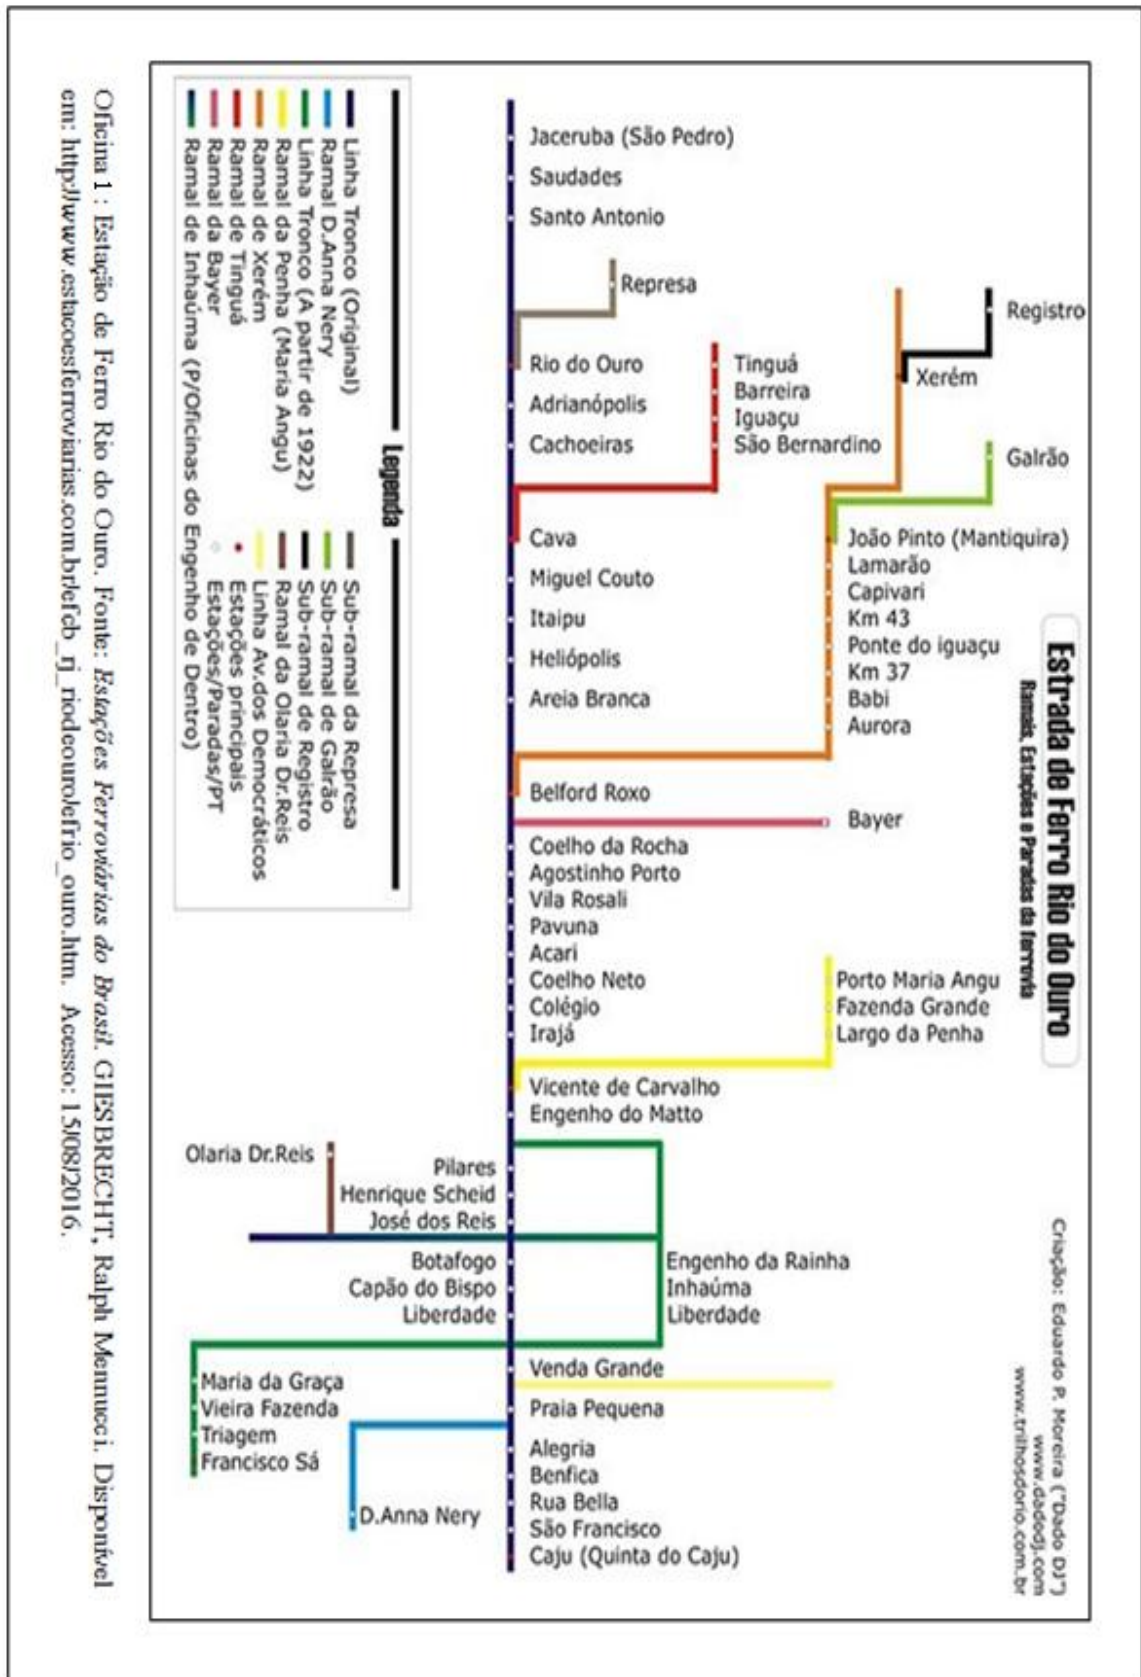 Estrada de Ferro Rio do Ouro
Ramais, Estações e Paradas da ferrovia
Criação: Eduardo P. Moreira ("Dado DJ")
www.dadodj.com
www.trilhosdorio.com.br
Jaceruba (São Pedro)
Saudades
Santo Antonio
Represa
Rio do Ouro
Adrianópolis
Cachoeiras
Tinguá
Barreira
Iguaçu
São Bernardino
Registro
Xerém
Galrão
Cava
Miguel Couto
Itaipu
Heliópolis
Areia Branca
João Pinto (Mantiquira)
Lamarão
Capivari
Km 43
Ponte do iguaçu
Km 37
Babi
Aurora
Belford Roxo
Bayer
Coelho da Rocha
Agostinho Porto
Vila Rosali
Pavuna
Acari
Coelho Neto
Colégio
Irajá
Porto Maria Angu
Fazenda Grande
Largo da Penha
Vicente de Carvalho
Engenho do Matto
Olaria Dr.Reis
Pilares
Henrique Scheid
José dos Reis
Botafogo
Capão do Bispo
Liberdade
Engenho da Rainha
Inhaúma
Liberdade
Maria da Graça
Vieira Fazenda
Triagem
Francisco Sá
Venda Grande
Praia Pequena
Alegria
Benfica
Rua Bella
São Francisco
Caju (Quinta do Caju)
D.Anna Nery
Legenda
Linha Tronco (Original)
Ramal D.Anna Nery
Linha Tronco (A partir de 1922)
Ramal da Penha (Maria Angu)
Ramal de Xerém
Ramal de Tinguá
Ramal da Bayer
Ramal de Inhaúma (P/Oficinas do Engenho de Dentro)
Sub-ramal da Represa
Sub-ramal de Galrão
Sub-ramal de Registro
Ramal da Olaria Dr.Reis
Linha Av.dos Democráticos
Estações principais
Estações/Paradas/PT
Oficina 1 : Estação de Ferro Rio do Ouro. Fonte: Estações Ferroviárias do Brasil. GIESBRECHT, Ralph Mennucci. Disponível
em: http://www.estacoesferroviarias.com.br/efcb_rj_riodeouro/efrio_ouro.htm. Acesso: 15/08/2016.